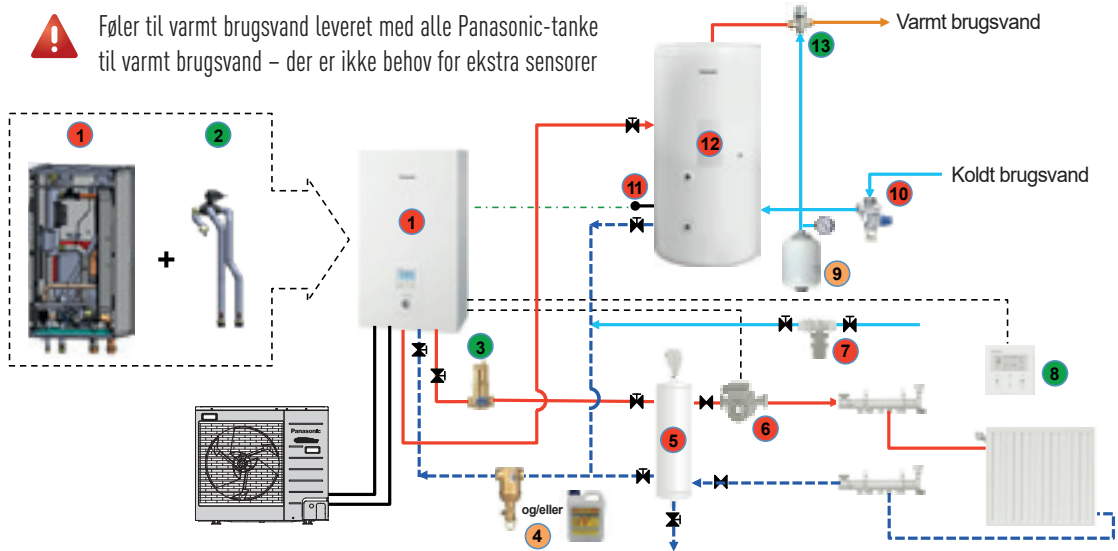 Føler til varmt brugsvand leveret med alle Panasonic-tanke
til varmt brugsvand – der er ikke behov for ekstra sensorer
13
Varmt brugsvand
1
2
+
12
1
11
10
Koldt brugsvand
9
3
7
8
Panasonic
5
6
og/eller
4